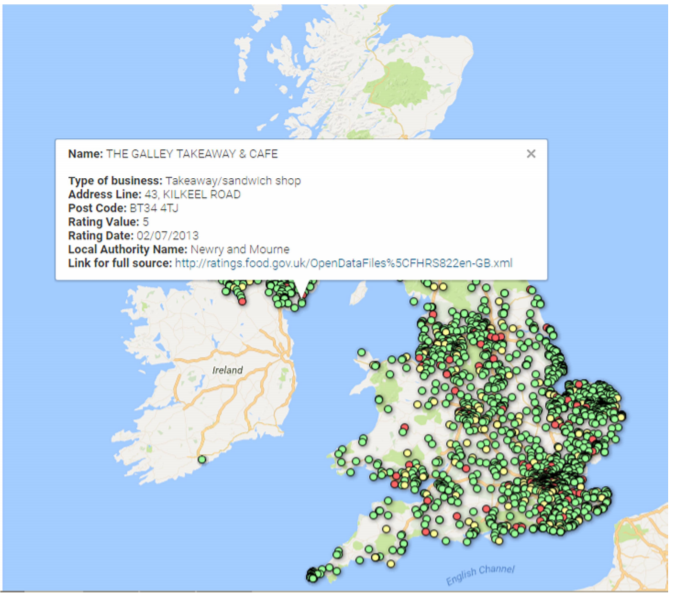 Name: THE GALLEY TAKEAWAY & CAFE
×
Type of business: Takeaway/sandwich shop
Address Line: 43, KILKEEL ROAD
Post Code: BT34 4TJ
Rating Value: 5
Rating Date: 02/07/2013
Local Authority Name: Newry and Mourne
Link for full source: http://ratings.food.gov.uk/OpenDataFiles%5CFHRS822en-GB.xml
Ireland
English Channel